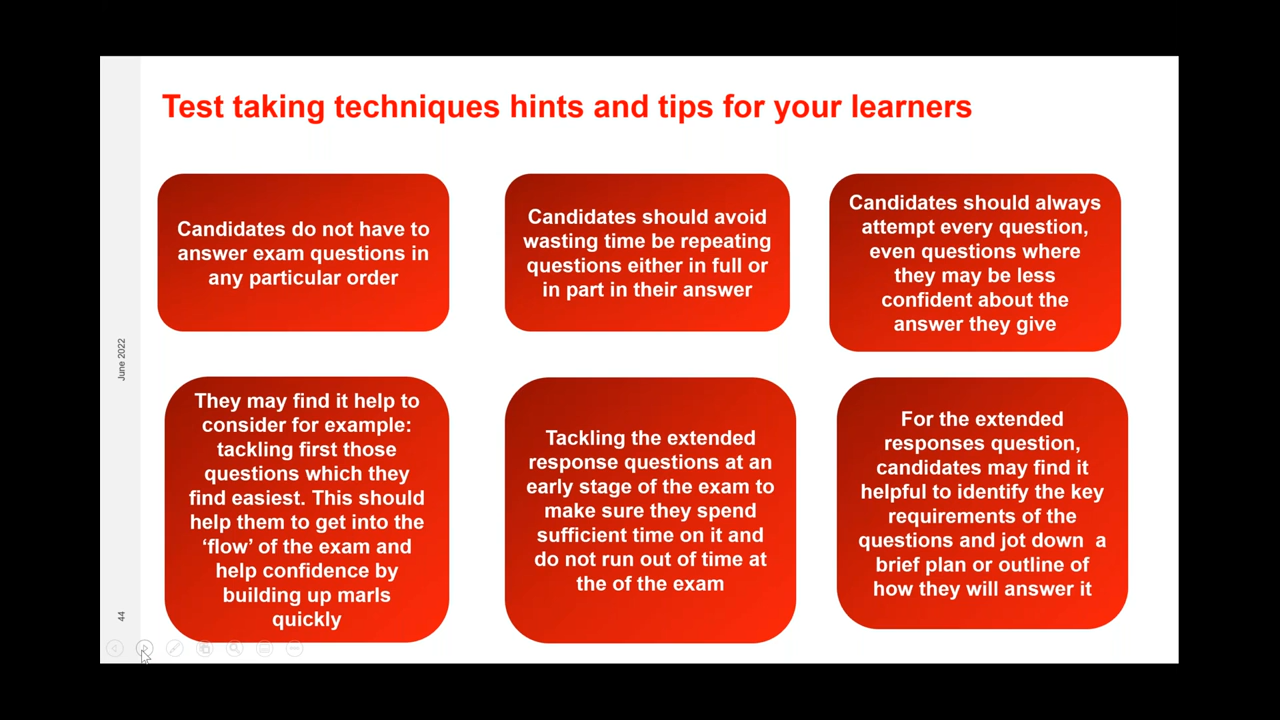 Test taking techniques hints and tips for your learners
Candidates do not have to
answer exam questions in
any particular order
Candidates should avoid
wasting time be repeating
questions either in full or
in part in their answer
Candidates should always
attempt every question,
even questions where
they may be less
confident about the
answer they give
They may find it help to
consider for example:
tackling first those
questions which they
find easiest. This should
help them to get into the
‘flow’ of the exam and
help confidence by
building up marls
quickly
Tackling the extended
response questions at an
early stage of the exam to
make sure they spend
sufficient time on it and
do not run out of time at
the of the exam
For the extended
responses question,
candidates may find it
helpful to identify the key
requirements of the
questions and jot down a
brief plan or outline of
how they will answer it
June 2022
44